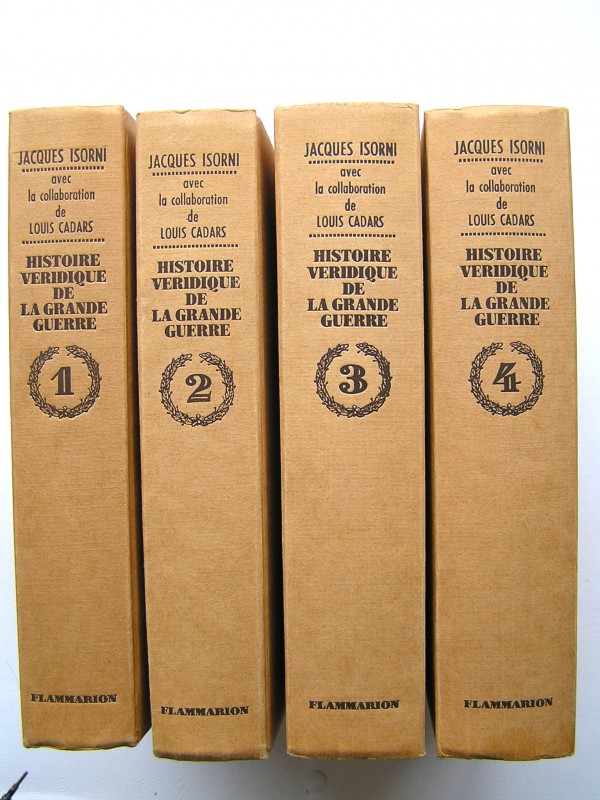 JACQUES ISORNI
avec
la collaboration
de
LOUIS CADARS
HISTOIRE
VERIDIQUE
DE
LA GRANDE
GUERRE
1
FLAMMARION
JACQUES ISORNI
avec
la collaboration
de
LOUIS CADARS
HISTOIRE
VERIDIQUE
DE
LA GRANDE
GUERRE
2
FLAMMARION
JACQUES ISORNI
avec
la collaboration
de
LOUIS CADARS
HISTOIRE
VERIDIQUE
DE
LA GRANDE
GUERRE
3
FLAMMARION
JACQUES ISORNI
avec
la collaboration
de
LOUIS CADARS
HISTOIRE
VERIDIQUE
DE
LA GRANDE
GUERRE
4
FLAMMARION